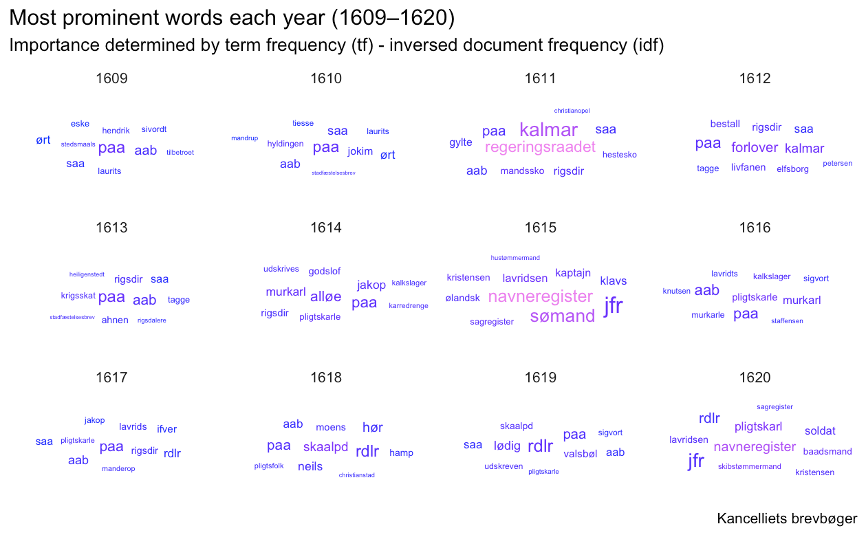 Most prominent words each year (1609–1620)
Importance determined by term frequency (tf) - inversed document frequency (idf)
1609
eske
hendrik
sivordt
ørt
stedsmaals
paa
aab
tilbetroet
saa
laurits
1610
tiesse
saa
laurits
mandrup
hyldingen
paa
jokim
ørt
aab
stadfæstelsesbrev
1611
christianopel
paa
kalmar
saa
gylte
regeringsraadet
hestesko
aab
mandssko
rigsdlr
1612
bestall
rigsdlr
saa
paa
forlover
kalmar
petersen
tagge
livfanen
elfsborg
1613
heiligenstedt
rigsdlr
saa
krigsskat
paa
aab
tagge
stadfæstelsesbrev
ahnen
rigsdalere
1614
udskrives
godslof
jakop
kalkslager
murkarl
alløe
paa
karredrenge
rigsdlr
pligtskarle
1615
hustømmermand
kristensen
lavridsen
kaptajn
klavs
ølandsk
navneregister
jfr
sagregister
sømand
1616
lavridts
kalkslager
sigvort
knutsen
aab
pligtskarle
murkarl
murkarle
paa
staffensen
1617
jakop
lavrids
ifver
saa
pligtskarle
paa
rigsdlr
rdlr
aab
manderop
1618
aab
moens
hør
paa
skaalpd
rdlr
hamp
pligtsfolk
neils
christianstad
1619
skaalpd
paa
sigvort
saa
lødig
rdlr
valsbøl
aab
udskreven
pligtskarle
1620
sagregister
rdlr
pligtskarl
soldat
lavridsen
navneregister
baadsmand
jfr
skibstømmermand
kristensen
Kancelliets brevbøger